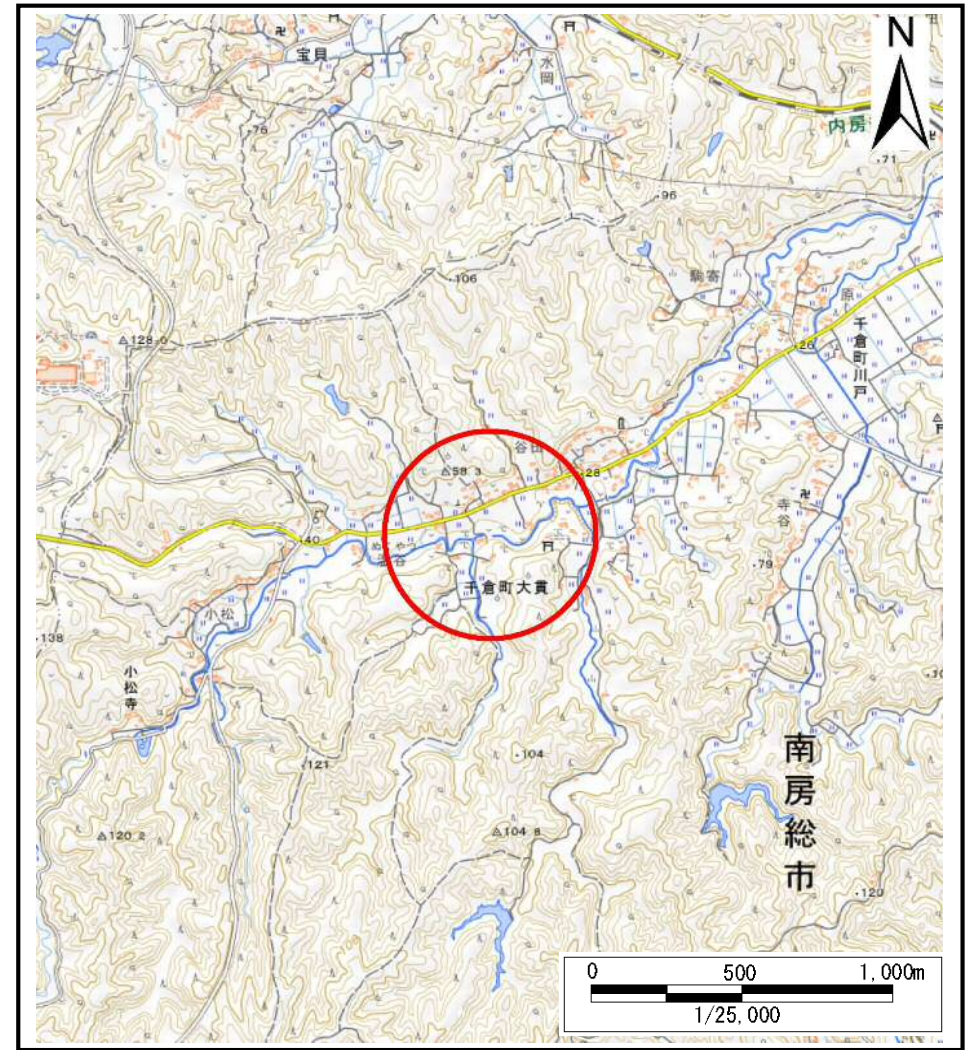 宝貝
水岡
N
内房
76
71
96
106
駒寄
原
千倉町川戸
128.0
26
谷田
58.3
28
40
ぬくやつ
温谷
寺谷
79
千倉町大貫
小松
138
小松寺
104
121
南房総市
120.2
104.8
120
0 500 1,000m
1/25,000